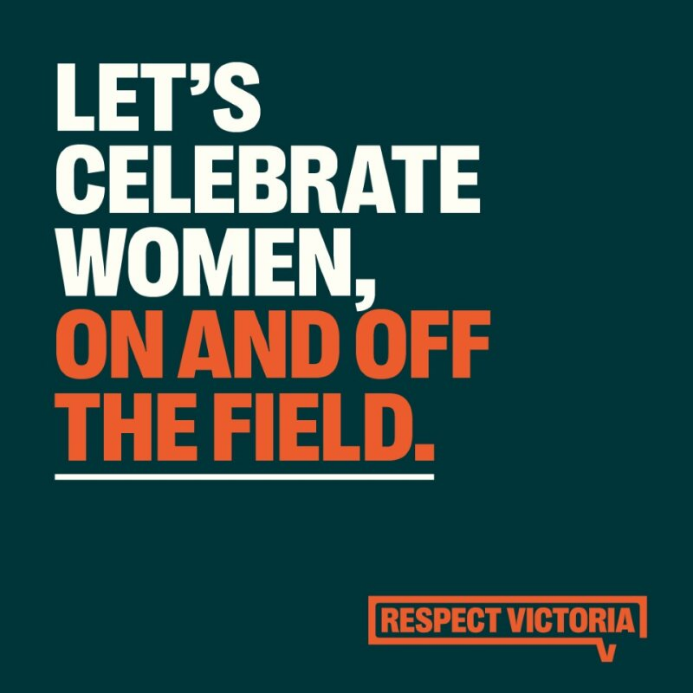 LET'S
CELEBRATE
WOMEN,
ON AND OFF
THE FIELD.
RESPECT VICTORIA